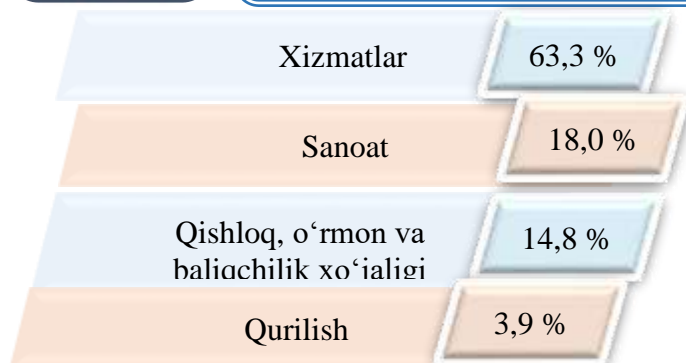 Xizmatlar 63,3 %
Sanoat 18,0 %
Qishloq, o‘rmon va
baliqchilik xo‘jaligi 14,8 %
Qurilish 3,9 %